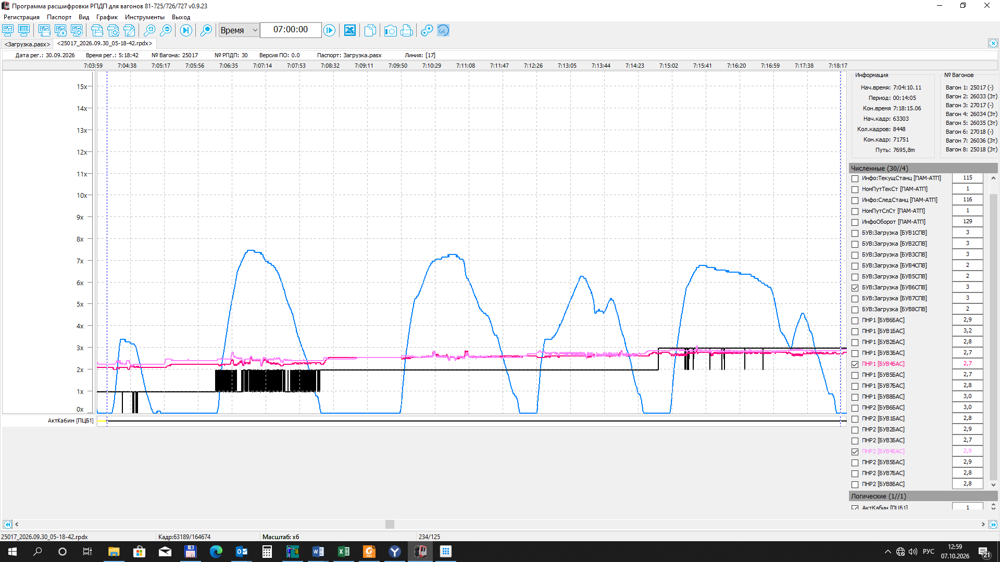 Программа расшифровки РПДП для вагонов 81-725/726/727 v0.9.23
Регистрация Паспорт Вид График Инструменты Выход
Время 07:00:00
<Загрузка.pasx> <25017_2026.09.30_05-18-42.rpdx>
Дата рег.: 30.09.2026 Время рег.: 5:18:42 № Вагона: 25017 № РПДП: 30 Версия ПО: 0.0 Паспорт: Загрузка.pasx Линия: [17]
7:03:59 7:04:38 7:05:17 7:05:56 7:06:35 7:07:14 7:07:53 7:08:32 7:09:11 7:09:50 7:10:29 7:11:08 7:11:47 7:12:26 7:13:05 7:13:44 7:14:23 7:15:02 7:15:41 7:16:20 7:16:59 7:17:38 7:18:17
15x
14x
13x
12x
11x
10x
9x
8x
7x
6x
5x
4x
3x
2x
1x
0x
АктКабин [ПЦБ1]
Информация
Нач.время: 7:04:10.11
Период: 00:14:05
Кон.время 7:18:15.06
Нач.кадр: 63303
Кол.кадров: 8448
Кон.кадр: 71751
Путь: 7695,8m
№ Вагонов
Вагон 1: 25017 (-)
Вагон 2: 26033 (3т)
Вагон 3: 27017 (-)
Вагон 4: 26034 (3т)
Вагон 5: 26035 (3т)
Вагон 6: 27018 (-)
Вагон 7: 26036 (3т)
Вагон 8: 25018 (3т)
Численные (30//4)
Инфо:ТекущСтанц [ПАМ-АТП] 115
НомПутТекСт [ПАМ-АТП] 1
Инфо:СледСтанц [ПАМ-АТП] 116
НомПутСлСт [ПАМ-АТП] 1
ИнфоОборот [ПАМ-АТП] 129
БУВ:Загрузка [БУВ1СПВ] 3
БУВ:Загрузка [БУВ2СПВ] 3
БУВ:Загрузка [БУВ3СПВ] 3
БУВ:Загрузка [БУВ4СПВ] 2
БУВ:Загрузка [БУВ5СПВ] 2
БУВ:Загрузка [БУВ6СПВ] 3
БУВ:Загрузка [БУВ7СПВ] 3
БУВ:Загрузка [БУВ8СПВ] 2
ПНР1 [БУВ6БАС] 2,9
ПНР1 [БУВ1БАС] 3,2
ПНР1 [БУВ2БАС] 2,8
ПНР1 [БУВ3БАС] 2,7
ПНР1 [БУВ4БАС] 2,7
ПНР1 [БУВ5БАС] 2,7
ПНР1 [БУВ7БАС] 2,8
ПНР1 [БУВ8БАС] 3,0
ПНР2 [БУВ6БАС] 3,0
ПНР2 [БУВ1БАС] 2,8
ПНР2 [БУВ2БАС] 2,9
ПНР2 [БУВ3БАС] 2,7
ПНР2 [БУВ4БАС] 2,9
ПНР2 [БУВ5БАС] 2,9
ПНР2 [БУВ7БАС] 2,8
ПНР2 [БУВ8БАС] 2,8
Логические (1//1)
АктКабин [ПЦБ1] 1
25017_2026.09.30_05-18-42.rpdx Кадр:63189/164674 Масштаб: x6 234/125
РУС
12:59
07.10.2026
21